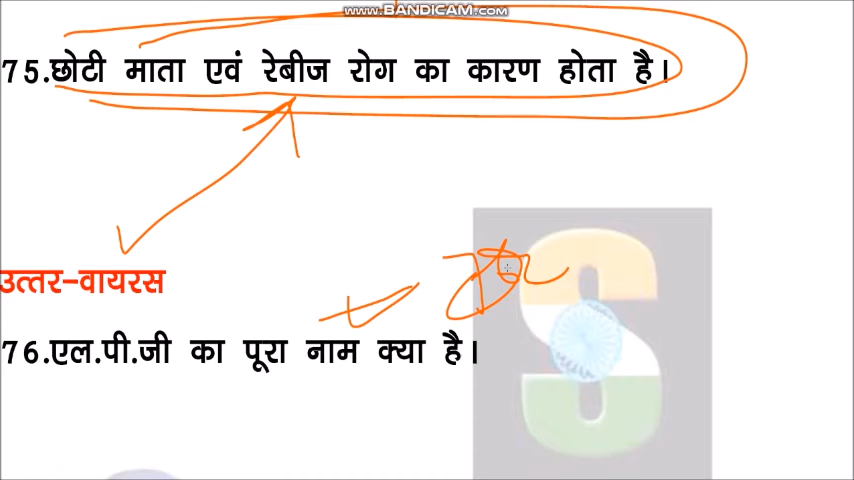 www.BANDICAM.com
75.छोटी माता एवं रेबीज रोग का कारण होता है।
उत्तर-वायरस
76.एल.पी.जी का पूरा नाम क्या है।
S